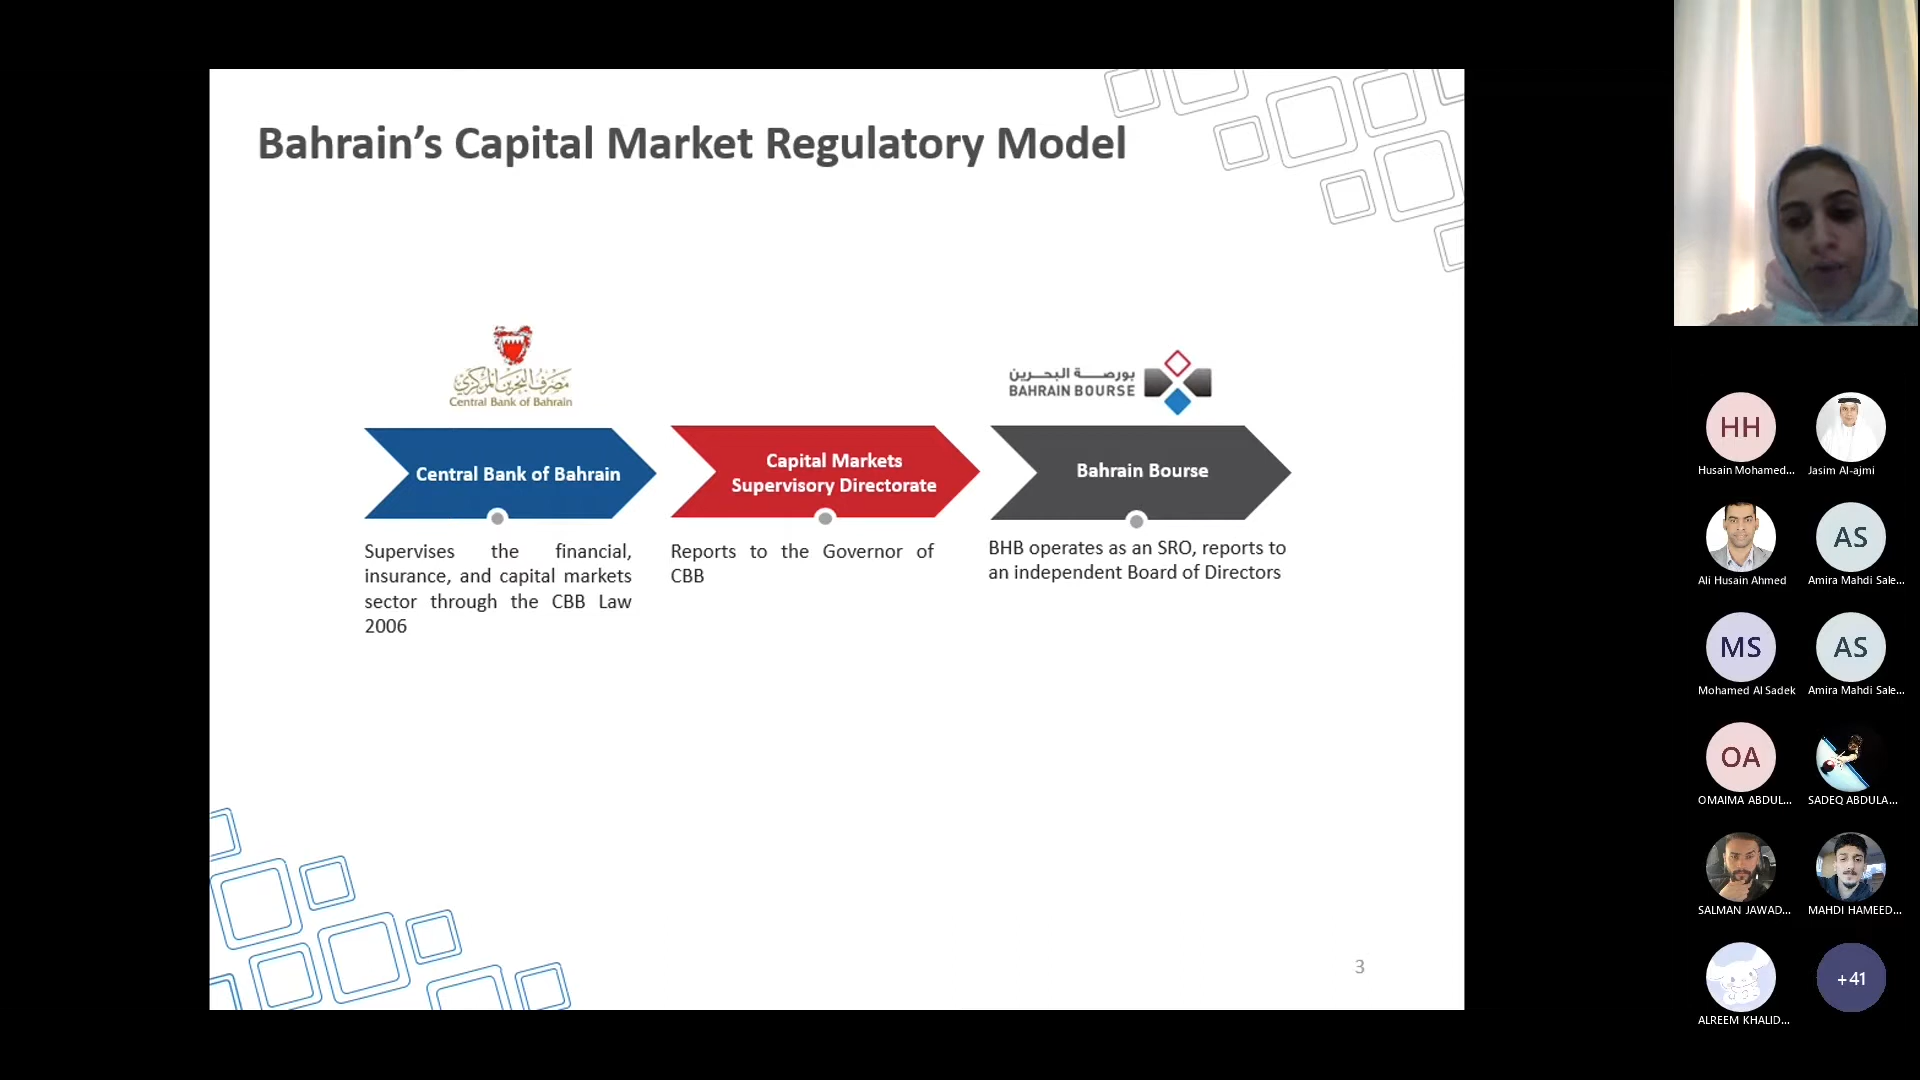 Bahrain’s Capital Market Regulatory Model
مصرف البحرين المركزي
Central Bank of Bahrain
بورصة البحرين
BAHRAIN BOURSE
Central Bank of Bahrain
Capital Markets
Supervisory Directorate
Bahrain Bourse
Supervises the financial,
insurance, and capital markets
sector through the CBB Law
2006
Reports to the Governor of
CBB
BHB operates as an SRO, reports to
an independent Board of Directors
3
HH
Husain Mohamed...
Jasim Al-ajmi
Ali Husain Ahmed
AS
Amira Mahdi Sale...
MS
Mohamed Al Sadek
AS
Amira Mahdi Sale...
OA
OMAIMA ABDUL...
SADEQ ABDULA...
SALMAN JAWAD...
MAHDI HAMEED...
ALREEM KHALID...
+41